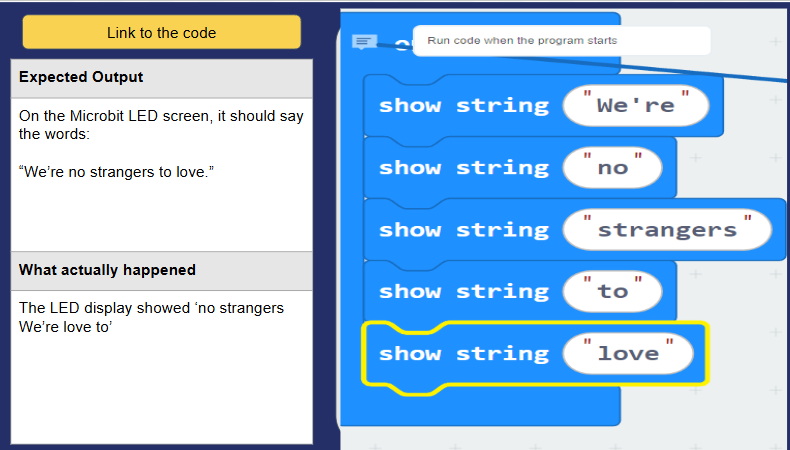 Link to the code
Expected Output
On the Microbit LED screen, it should say
the words:
“We’re no strangers to love.”
What actually happened
The LED display showed ‘no strangers
We’re love to’
Run code when the program starts
show string "We're"
show string "no"
show string "strangers"
show string "to"
show string "love"